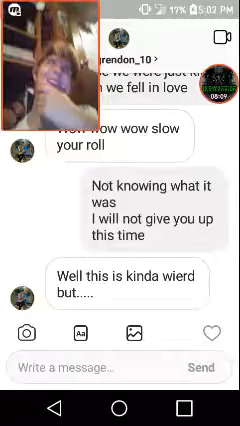 17% 5:02 PM
grendon_10 >
we were just
we fell in love
wow wow slow
your roll
08:09
Not knowing what it
was
I will not give you up
this time
Well this is kinda wierd
but.....
Aa
Write a message...
Send